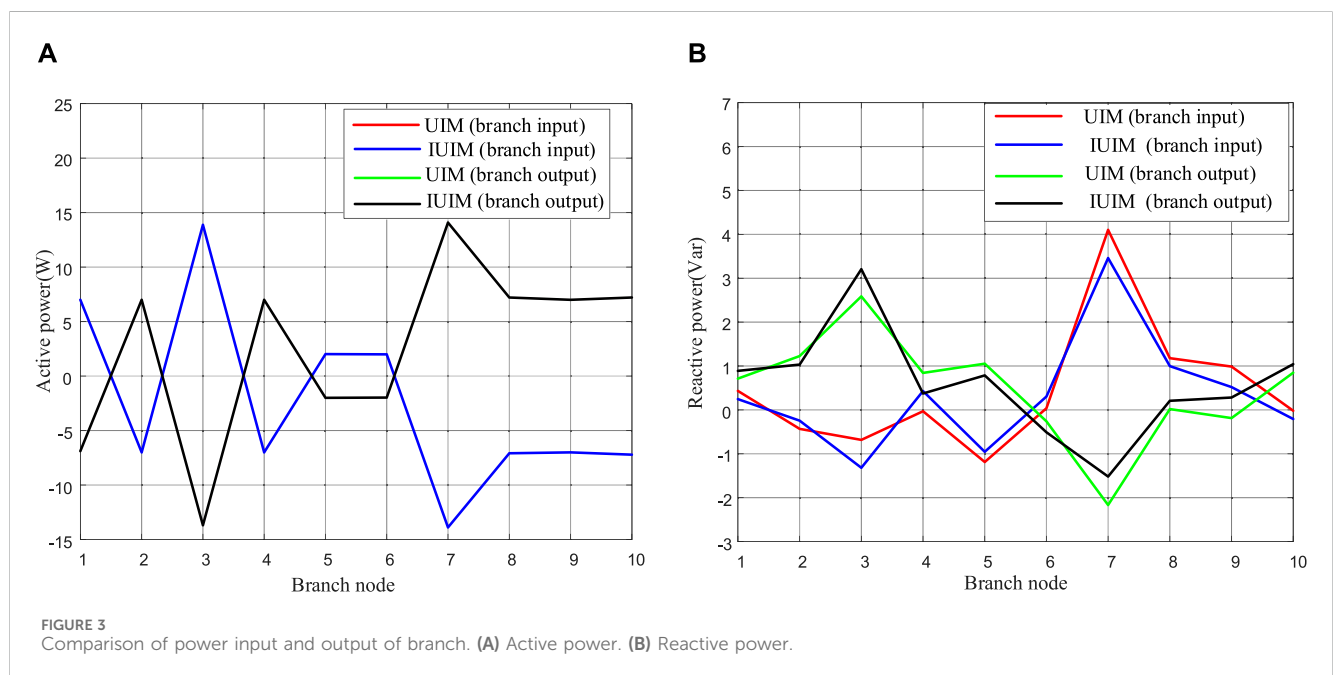 A
25
20
15
10
5
0
-5
-10
-15
1 2 3 4 5 6 7 8 9 10
Active power(W)
Branch node
UIM (branch input)
IUIM (branch input)
UIM (branch output)
IUIM (branch output)
B
7
6
5
4
3
2
1
0
-1
-2
-3
1 2 3 4 5 6 7 8 9 10
Reactive power(Var)
Branch node
UIM (branch input)
IUIM (branch input)
UIM (branch output)
IUIM (branch output)
FIGURE 3
Comparison of power input and output of branch. (A) Active power. (B) Reactive power.